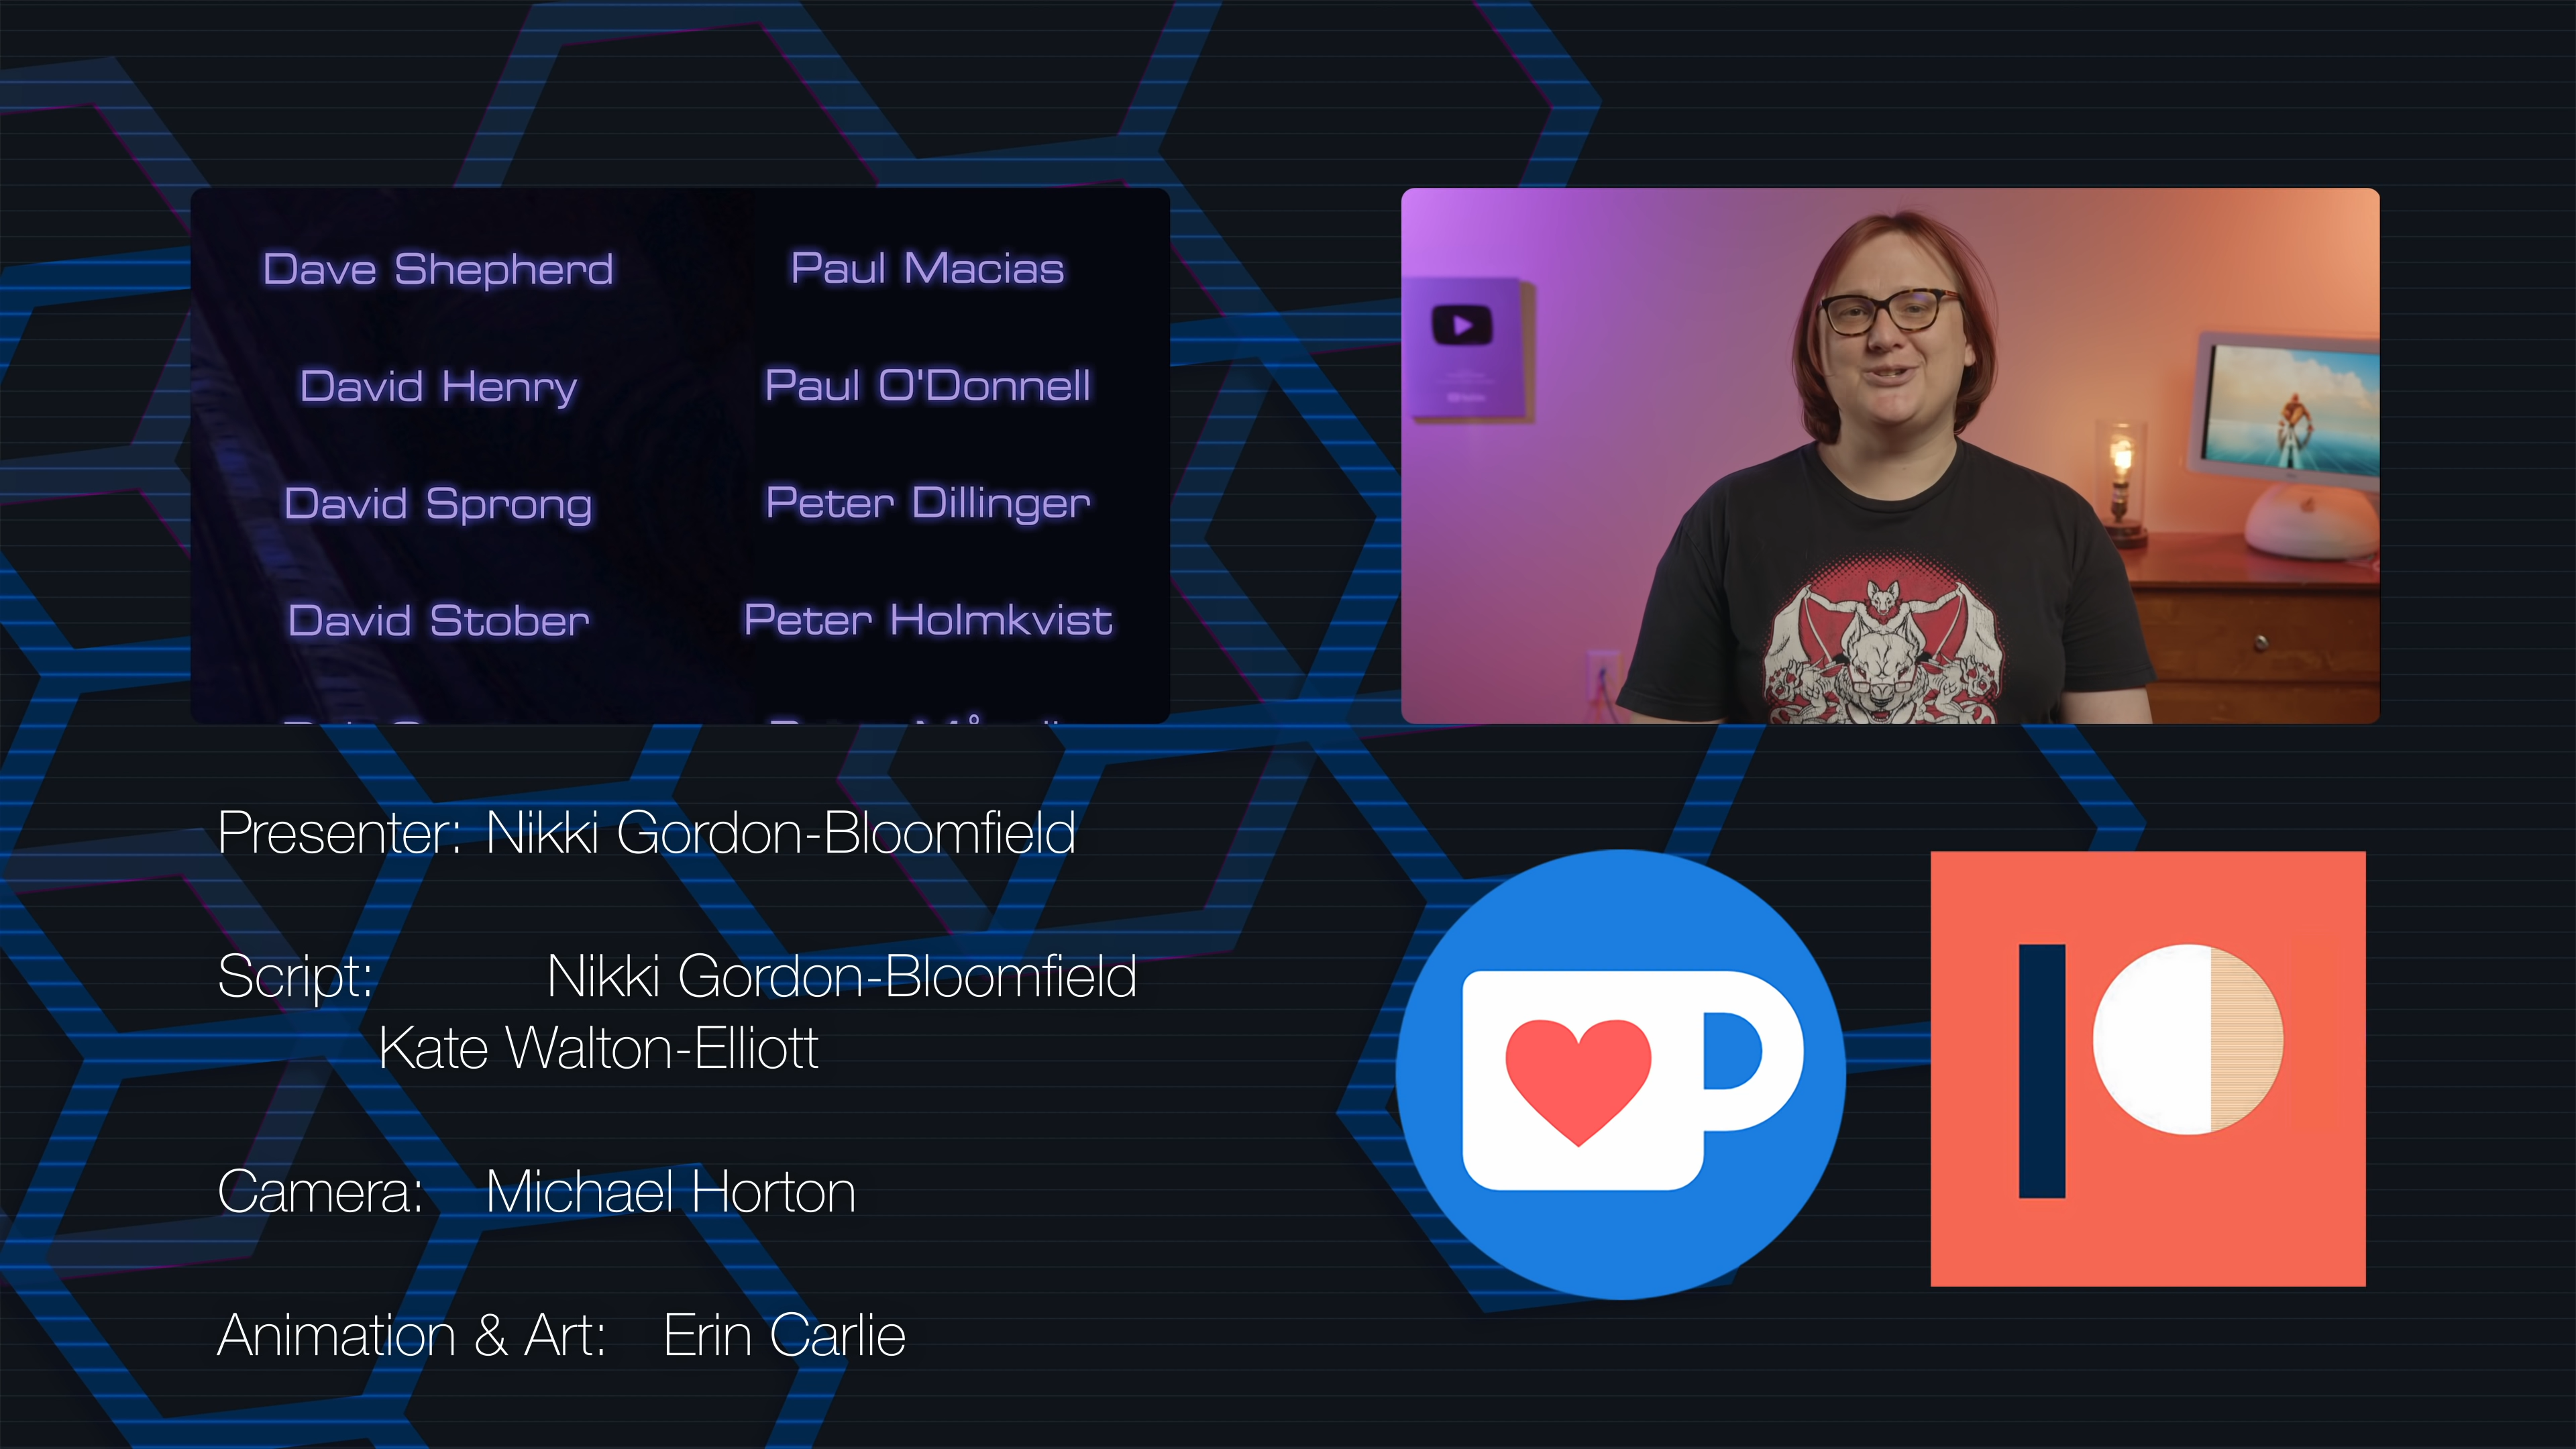 Dave Shepherd
Paul Macias
David Henry
Paul O'Donnell
David Sprong
Peter Dillinger
David Stober
Peter Holmkvist
Presenter: Nikki Gordon-Bloomfield
Script: Nikki Gordon-Bloomfield
Kate Walton-Elliott
Camera: Michael Horton
Animation & Art: Erin Carlie